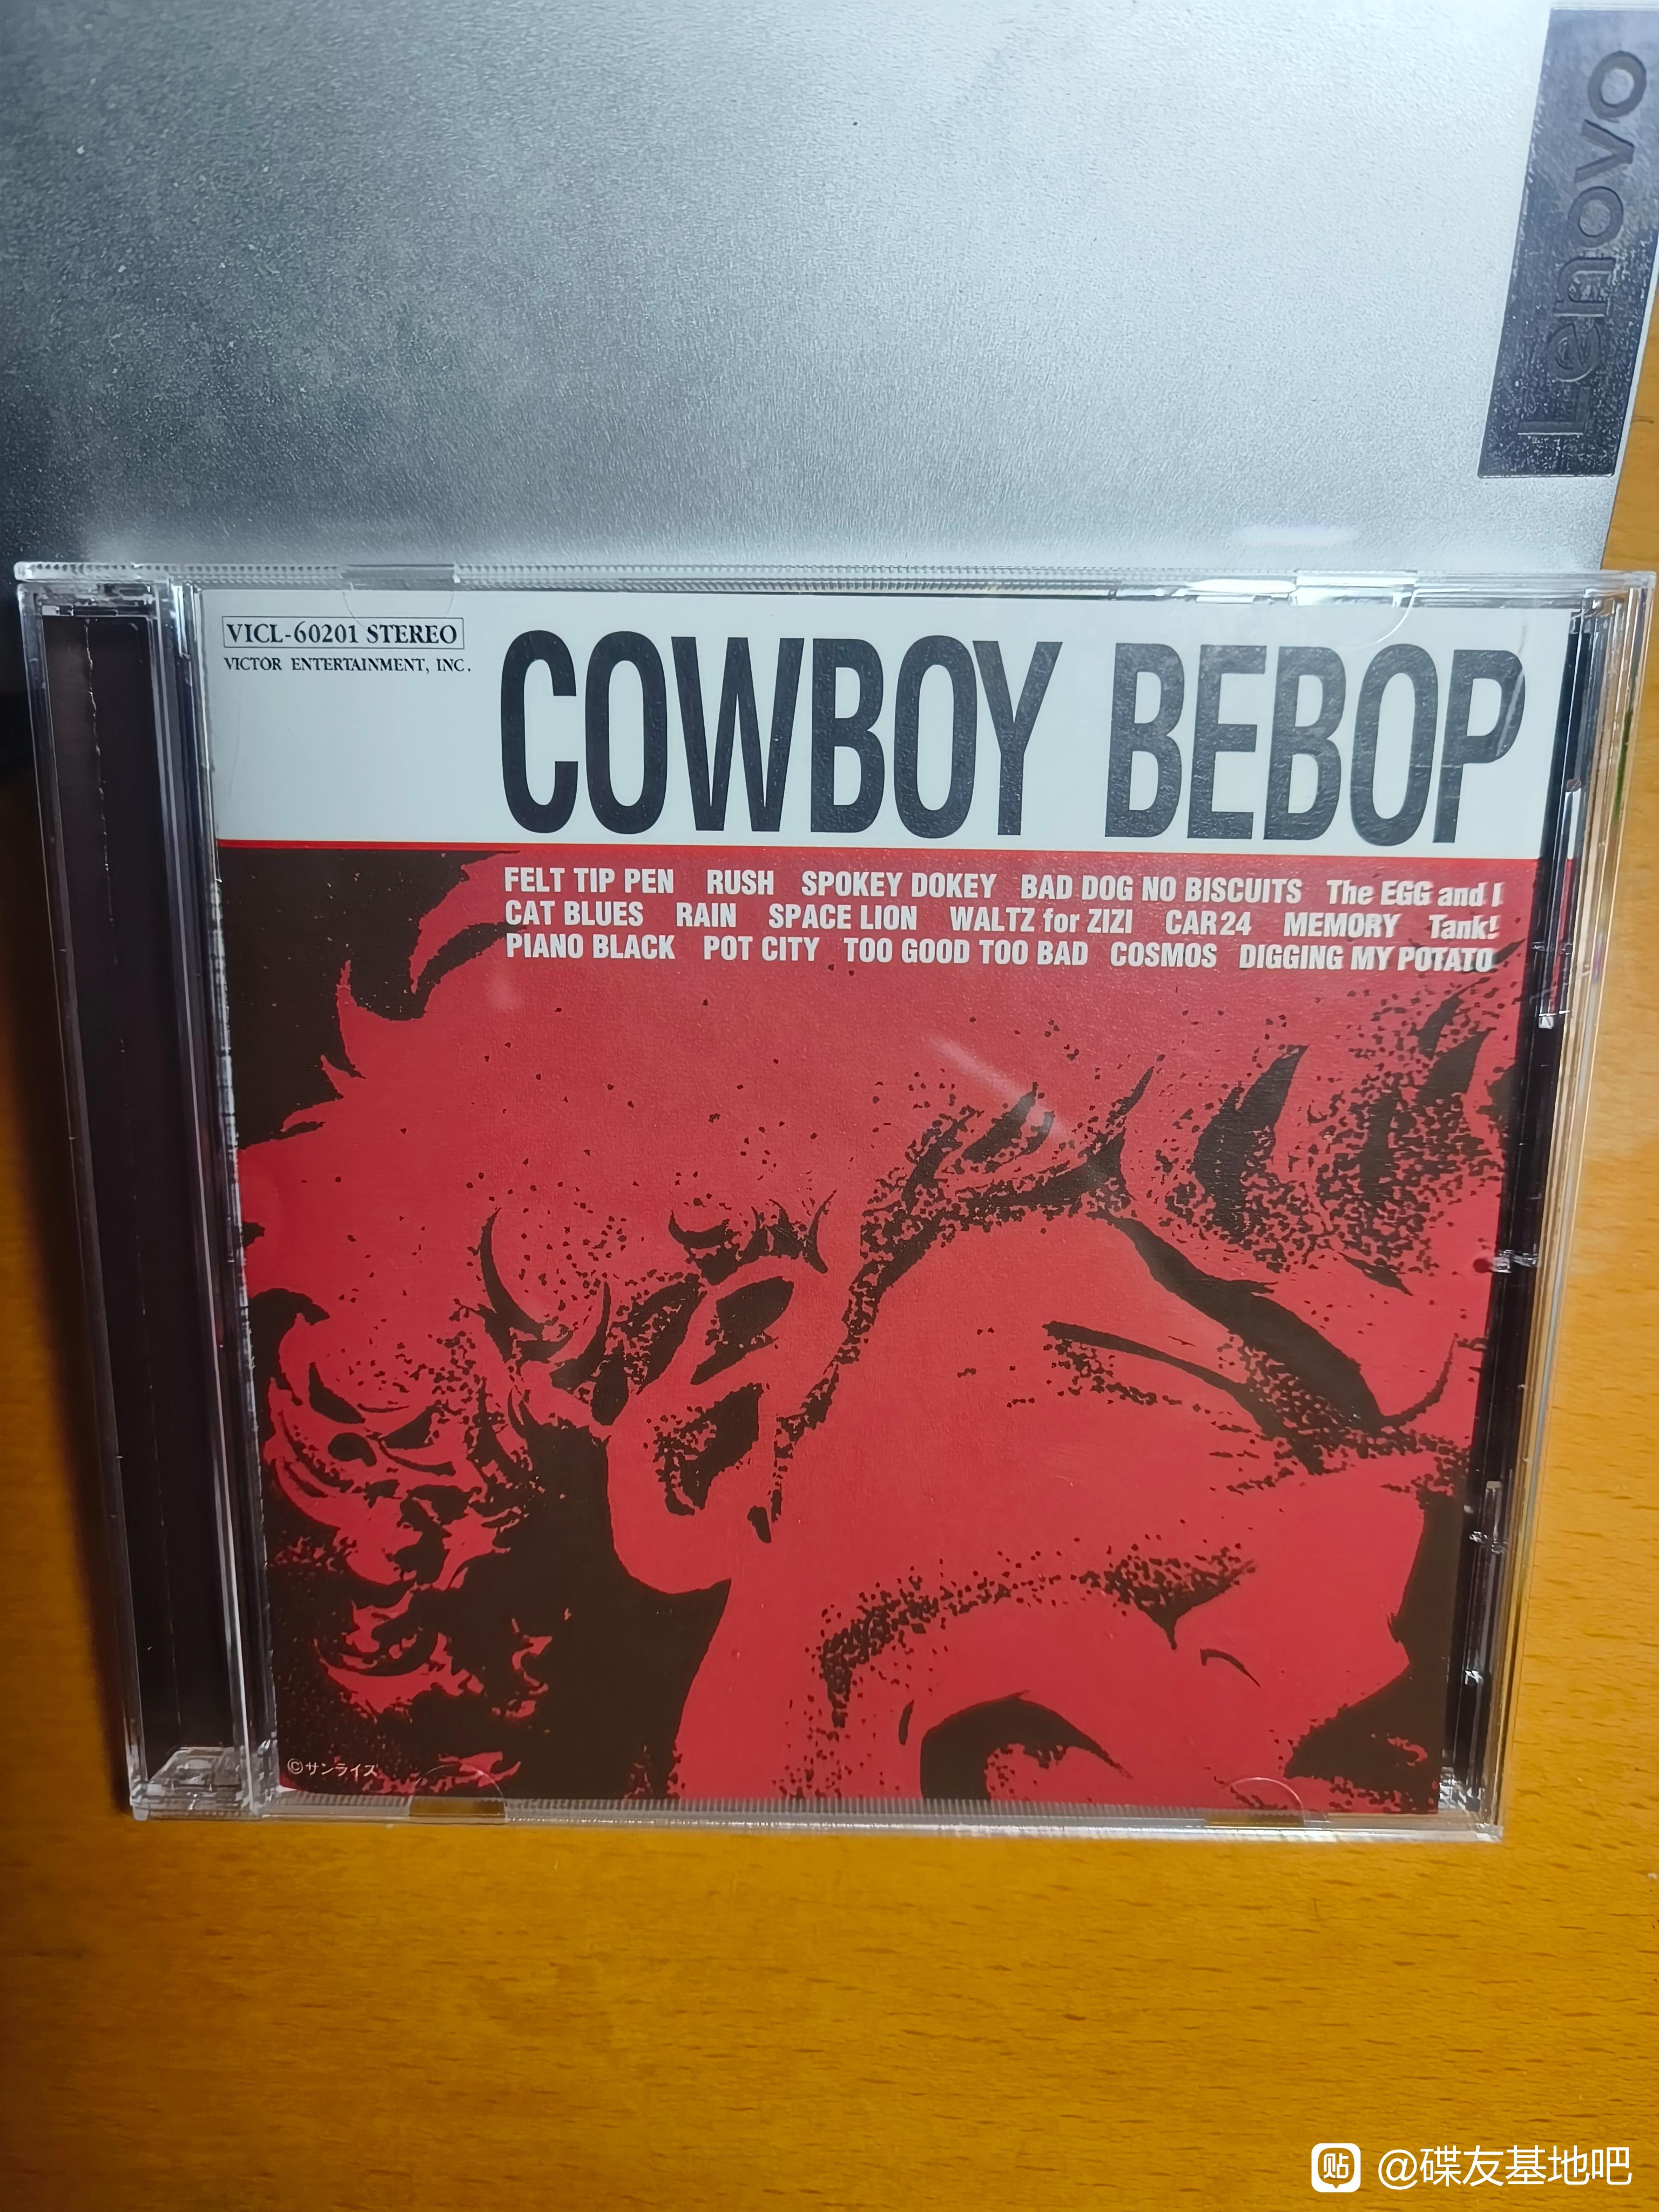 Lenovo
VICL-60201 STEREO
VICTOR ENTERTAINMENT, INC.
COWBOY BEBOP
FELT TIP PEN RUSH SPOKEY DOKEY BAD DOG NO BISCUITS The EGG and I
CAT BLUES RAIN SPACE LION WALTZ for ZIZI CAR24 MEMORY Tank!
PIANO BLACK POT CITY TOO GOOD TOO BAD COSMOS DIGGING MY POTATO
©サンライズ
贴 @碟友基地吧